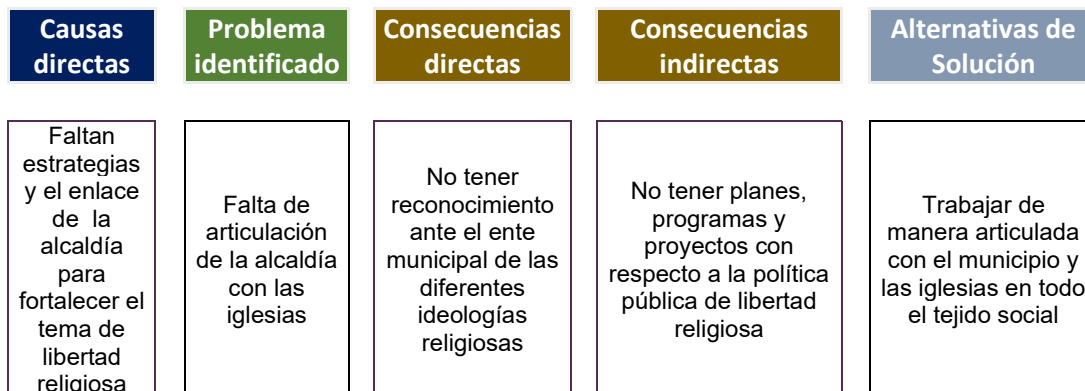 Causas
directas
Problema
identificado
Consecuencias
directas
Consecuencias
indirectas
Alternativas de
Solución
Faltan
estrategias
y el enlace
de la
alcaldía
para
fortalecer el
tema de
libertad
religiosa
Falta de
articulación
de la alcaldía
con las
iglesias
No tener
reconocimiento
ante el ente
municipal de las
diferentes
ideologías
religiosas
No tener planes,
programas y
proyectos con
respecto a la política
pública de libertad
religiosa
Trabajar de
manera articulada
con el municipio y
las iglesias en todo
el tejido social